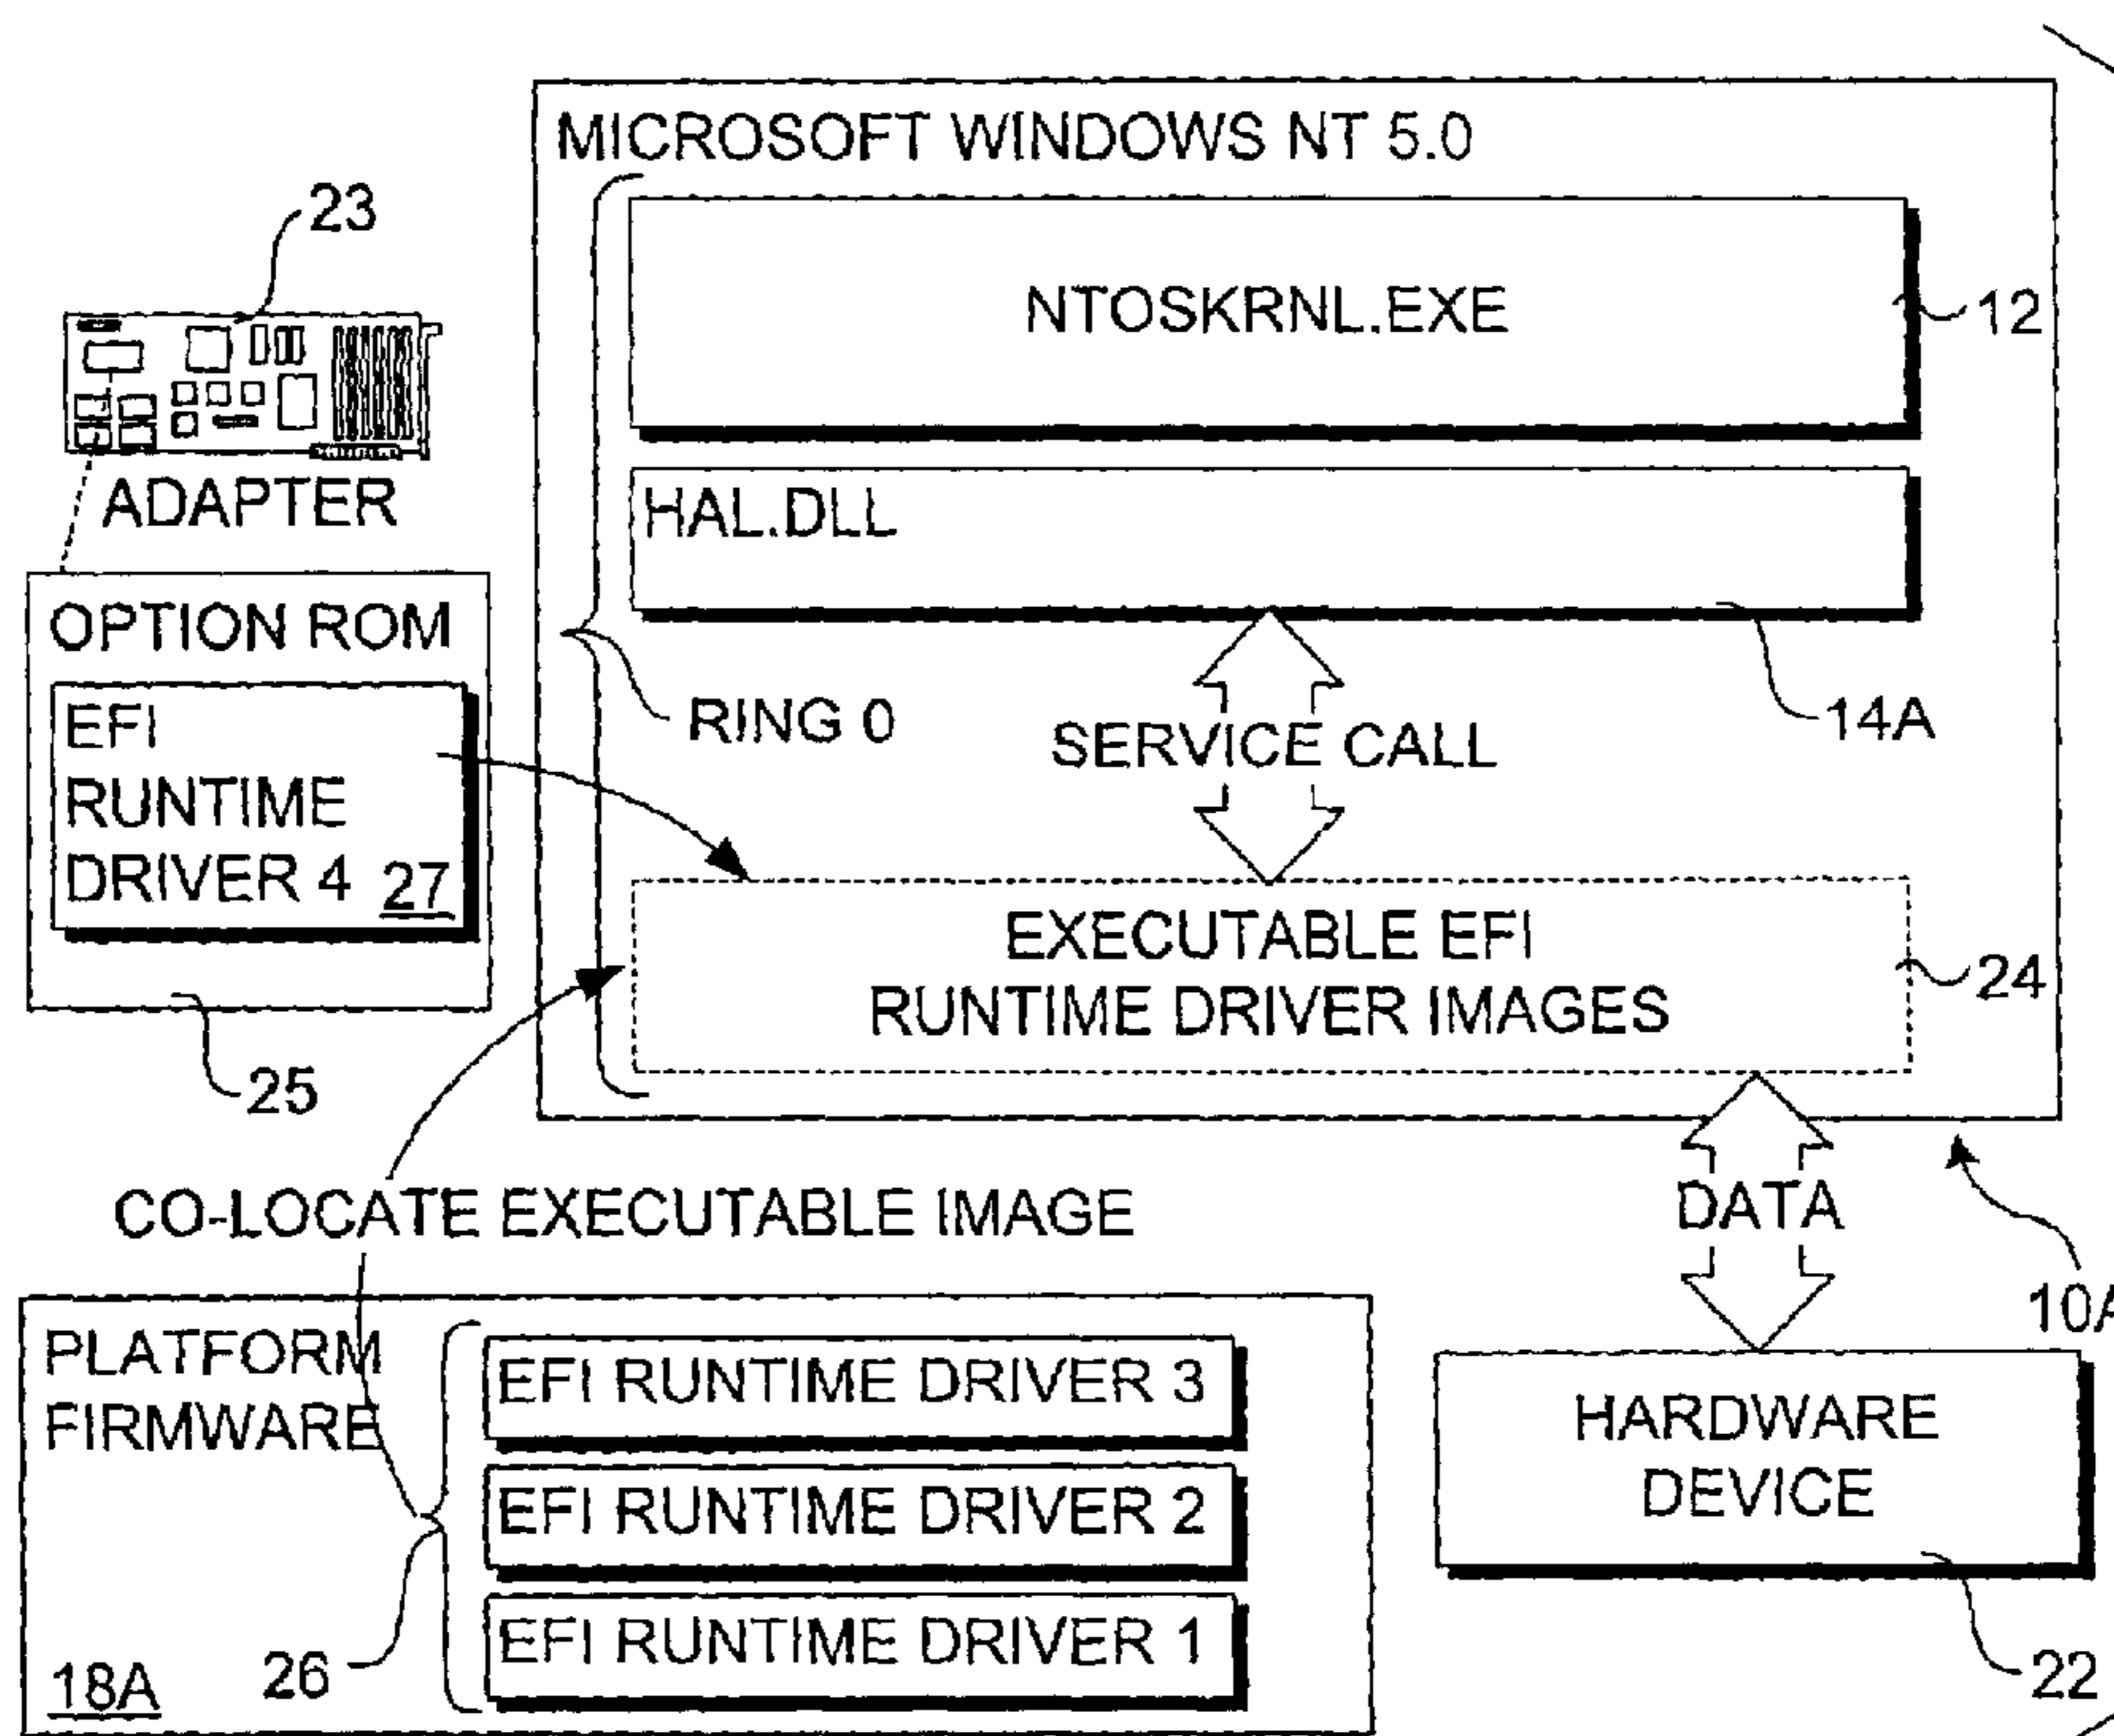 MICROSOFT WINDOWS NT 5.0
23
NTOSKRNL.EXE
12
ADAPTER
HAL.DLL
OPTION ROM
EFI
RUNTIME
DRIVER 4 27
RING 0
SERVICE CALL
14A
EXECUTABLE EFI
RUNTIME DRIVER IMAGES
24
25
CO-LOCATE EXECUTABLE IMAGE
DATA
10A
PLATFORM
FIRMWARE
EFI RUNTIME DRIVER 3
EFI RUNTIME DRIVER 2
EFI RUNTIME DRIVER 1
HARDWARE
DEVICE
18A
26
22